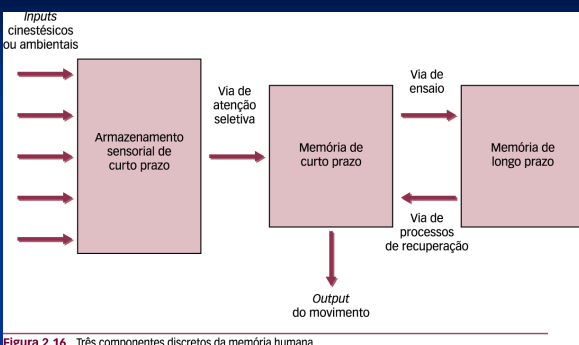 Inputs
cinestésicos
ou ambientais
Armazenamento
sensorial de
curto prazo
Via de
atenção
seletiva
Memória de
curto prazo
Via de
ensaio
Memória de
longo prazo
Via de
processos
de recuperação
Output
do movimento
Figura 2.16 Três componentes discretos da memória humana